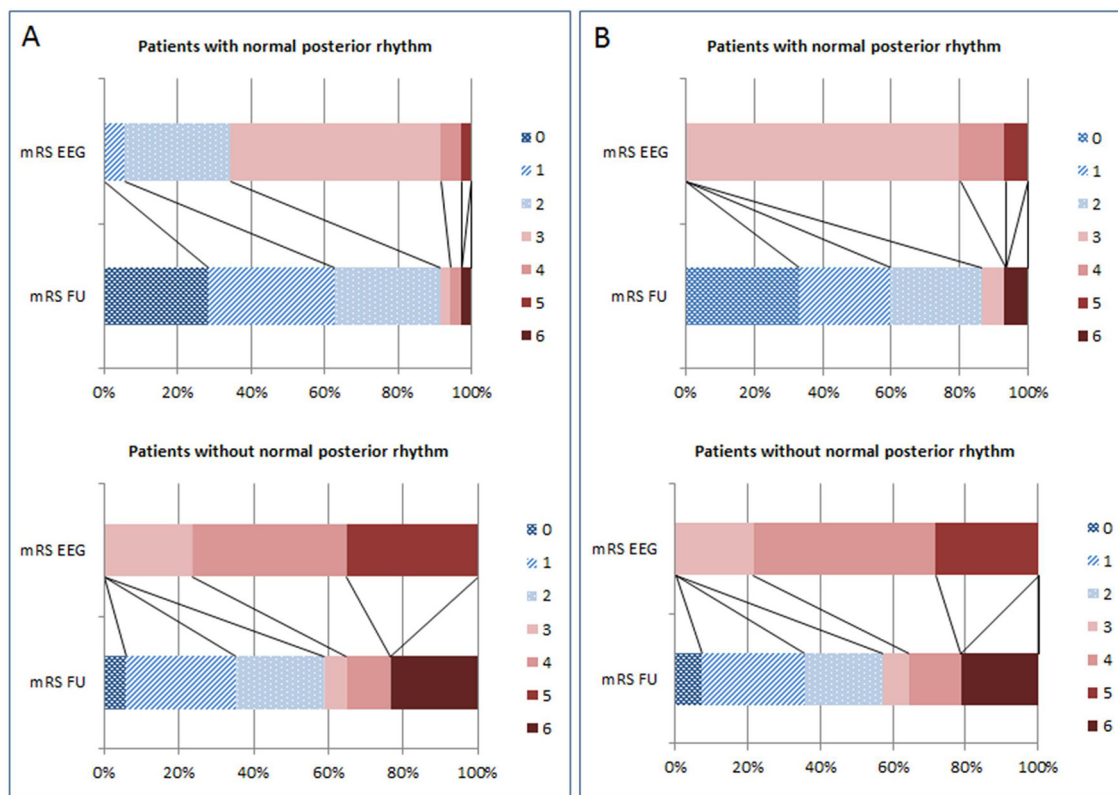 A
Patients with normal posterior rhythm
mRS EEG
mRS FU
0% 20% 40% 60% 80% 100%
0
1
2
3
4
5
6
Patients without normal posterior rhythm
mRS EEG
mRS FU
0% 20% 40% 60% 80% 100%
0
1
2
3
4
5
6
B
Patients with normal posterior rhythm
mRS EEG
mRS FU
0% 20% 40% 60% 80% 100%
0
1
2
3
4
5
6
Patients without normal posterior rhythm
mRS EEG
mRS FU
0% 20% 40% 60% 80% 100%
0
1
2
3
4
5
6